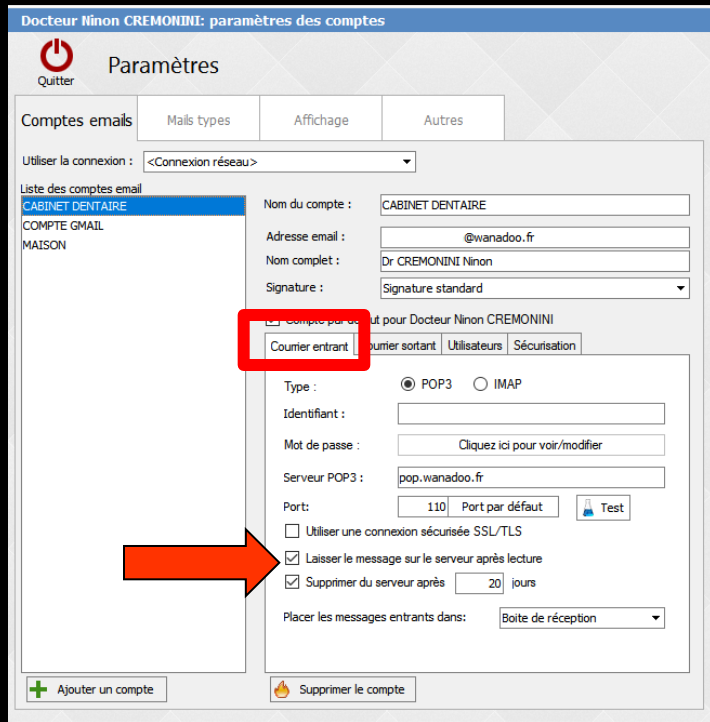 Docteur Ninon CREMONINI: paramètres des comptes
Quitter
Paramètres
Comptes emails
Mails types
Affichage
Autres
Utiliser la connexion :
<Connexion réseau>
Liste des comptes email
CABINET DENTAIRE
COMPTE GMAIL
MAISON
Nom du compte :
CABINET DENTAIRE
Adresse email :
@wanadoo.fr
Nom complet :
Dr CREMONINI Ninon
Signature :
Signature standard
Compte par défaut pour Docteur Ninon CREMONINI
Courrier entrant
Courrier sortant
Utilisateurs
Sécurisation
Type :
POP3
IMAP
Identifiant :
Mot de passe :
Cliquez ici pour voir/modifier
Serveur POP3 :
pop.wanadoo.fr
Port:
110
Port par défaut
Test
Utiliser une connexion sécurisée SSL/TLS
Laisser le message sur le serveur après lecture
Supprimer du serveur après
20
jours
Placer les messages entrants dans:
Boite de réception
Ajouter un compte
Supprimer le compte